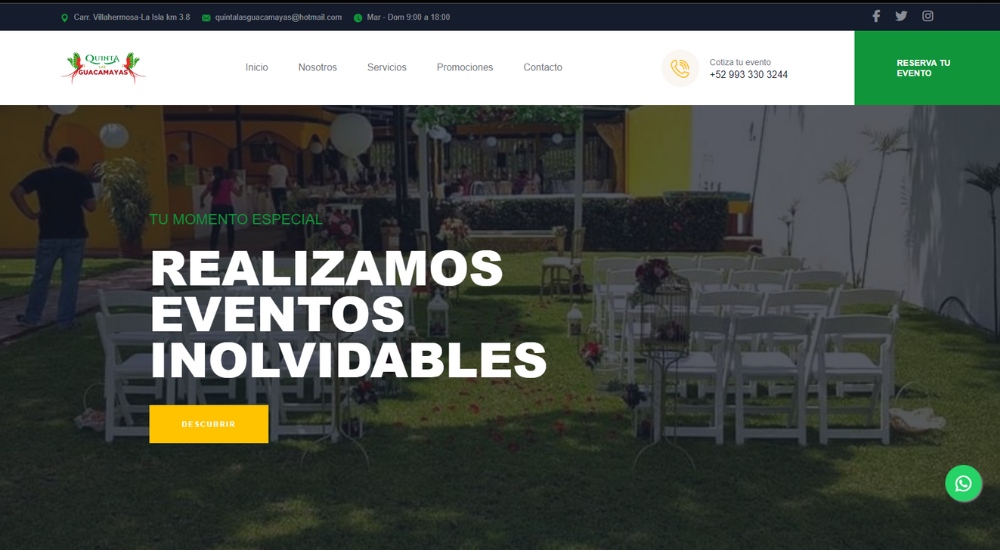 Carr. Villahermosa-La Isla km 3.8
quintalasguacamayas@hotmail.com
Mar - Dom 9:00 a 18:00
QUINTA
LAS
GUACAMAYAS
Inicio
Nosotros
Servicios
Promociones
Contacto
Cotiza tu evento
+52 993 330 3244
RESERVA TU
EVENTO
TU MOMENTO ESPECIAL
REALIZAMOS
EVENTOS
INOLVIDABLES
DESCUBRIR